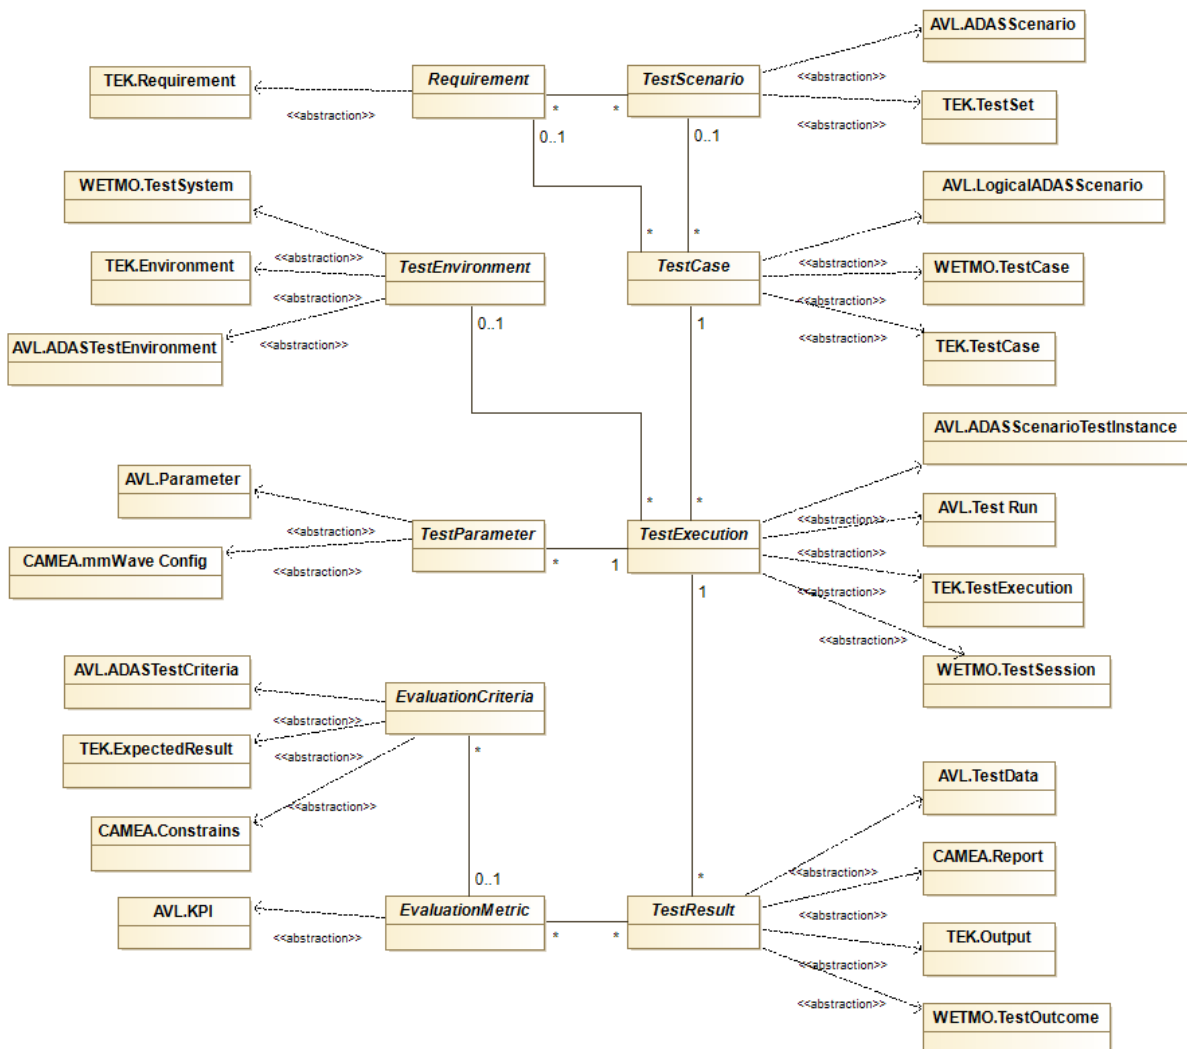 AVL.ADASScenario
TEK.Requirement
Requirement
TestScenario
<<abstraction>>
<<abstraction>>
*
*
TEK.TestSet
<<abstraction>>
0..1
0..1
WETMO.TestSystem
AVL.LogicalADASScenario
*
*
<<abstraction>>
TEK.Environment
TestEnvironment
TestCase
<<abstraction>>
WETMO.TestCase
<<abstraction>>
<<abstraction>>
0..1
1
AVL.ADASTestEnvironment
<<abstraction>>
<<abstraction>>
TEK.TestCase
AVL.ADASScenarioTestInstance
AVL.Parameter
*
*
AVL.Test Run
<<abstraction>>
TestParameter
TestExecution
<<abstraction>>
CAMEA.mmWave Config
*
1
<<abstraction>>
<<abstraction>>
TEK.TestExecution
1
<<abstraction>>
<<abstraction>>
AVL.ADASTestCriteria
EvaluationCriteria
WETMO.TestSession
<<abstraction>>
TEK.ExpectedResult
*
<<abstraction>>
AVL.TestData
<<abstraction>>
CAMEA.Constrains
CAMEA.Report
0..1
*
<<abstraction>>
AVL.KPI
EvaluationMetric
TestResult
<<abstraction>>
<<abstraction>>
*
*
TEK.Output
<<abstraction>>
<<abstraction>>
WETMO.TestOutcome